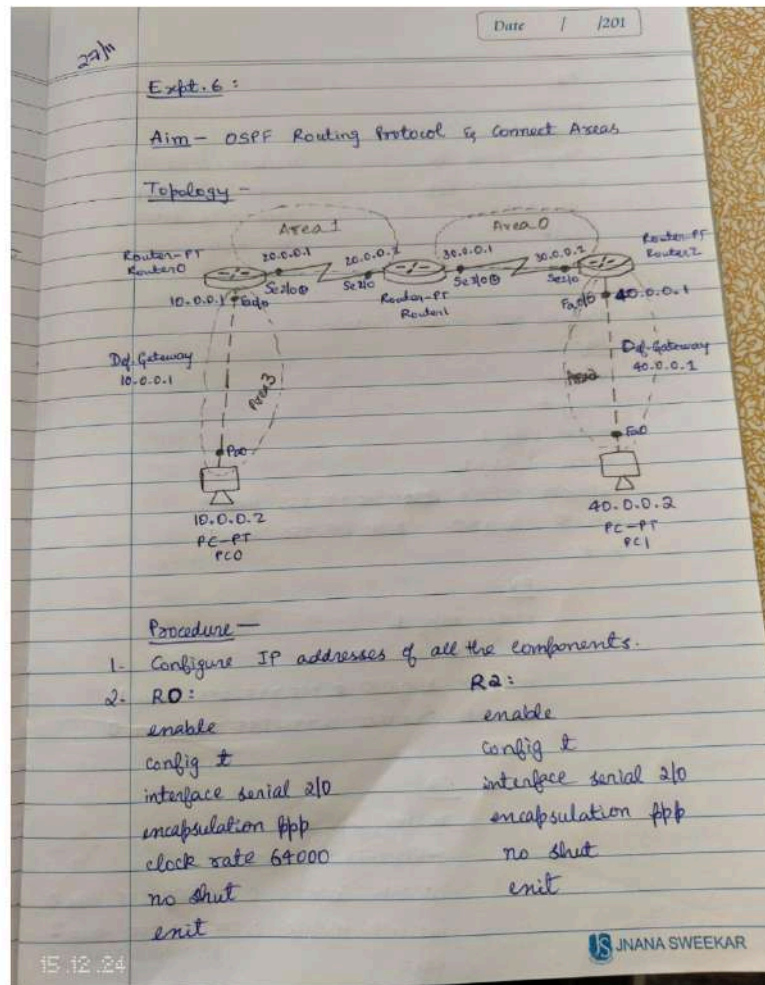 Date / /201
27/11
Expt. 6 :
Aim - OSPF Routing Protocol & Connect Areas
Topology -
Area 1
Area 0
Router-PT
Router0
20.0.0.1
20.0.0.2
30.0.0.1
30.0.0.2
Router-PT
Router2
Se2/0
Se2/0
Router-PT
Router1
Se3/0
Se2/0
10.0.0.1
Fa0/0
Fa0/0
40.0.0.1
Def. Gateway
10.0.0.1
Area 3
Area 2
Def. Gateway
40.0.0.1
Fa0
Fa0
10.0.0.2
PC-PT
PC0
40.0.0.2
PC-PT
PC1
Procedure -
1. Configure IP addresses of all the components.
2. R0:
enable
config t
interface serial 2/0
encapsulation ppp
clock rate 64000
no shut
exit
R2:
enable
config t
interface serial 2/0
encapsulation ppp
no shut
exit
JS JNANA SWEEKAR
15.12.24